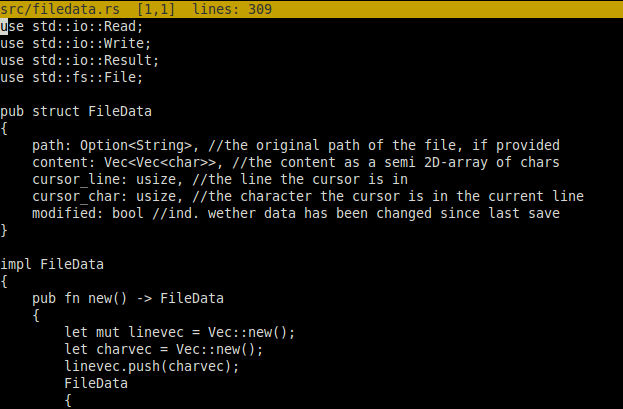 src/filedata.rs  [1,1]  lines: 309
use std::io::Read;
use std::io::Write;
use std::io::Result;
use std::fs::File;

pub struct FileData
{
    path: Option<String>, //the original path of the file, if provided
    content: Vec<Vec<char>>, //the content as a semi 2D-array of chars
    cursor_line: usize, //the line the cursor is in
    cursor_char: usize, //the character the cursor is in the current line
    modified: bool //ind. wether data has been changed since last save
}

impl FileData
{
    pub fn new() -> FileData
    {
        let mut linevec = Vec::new();
        let charvec = Vec::new();
        linevec.push(charvec);
        FileData
        {